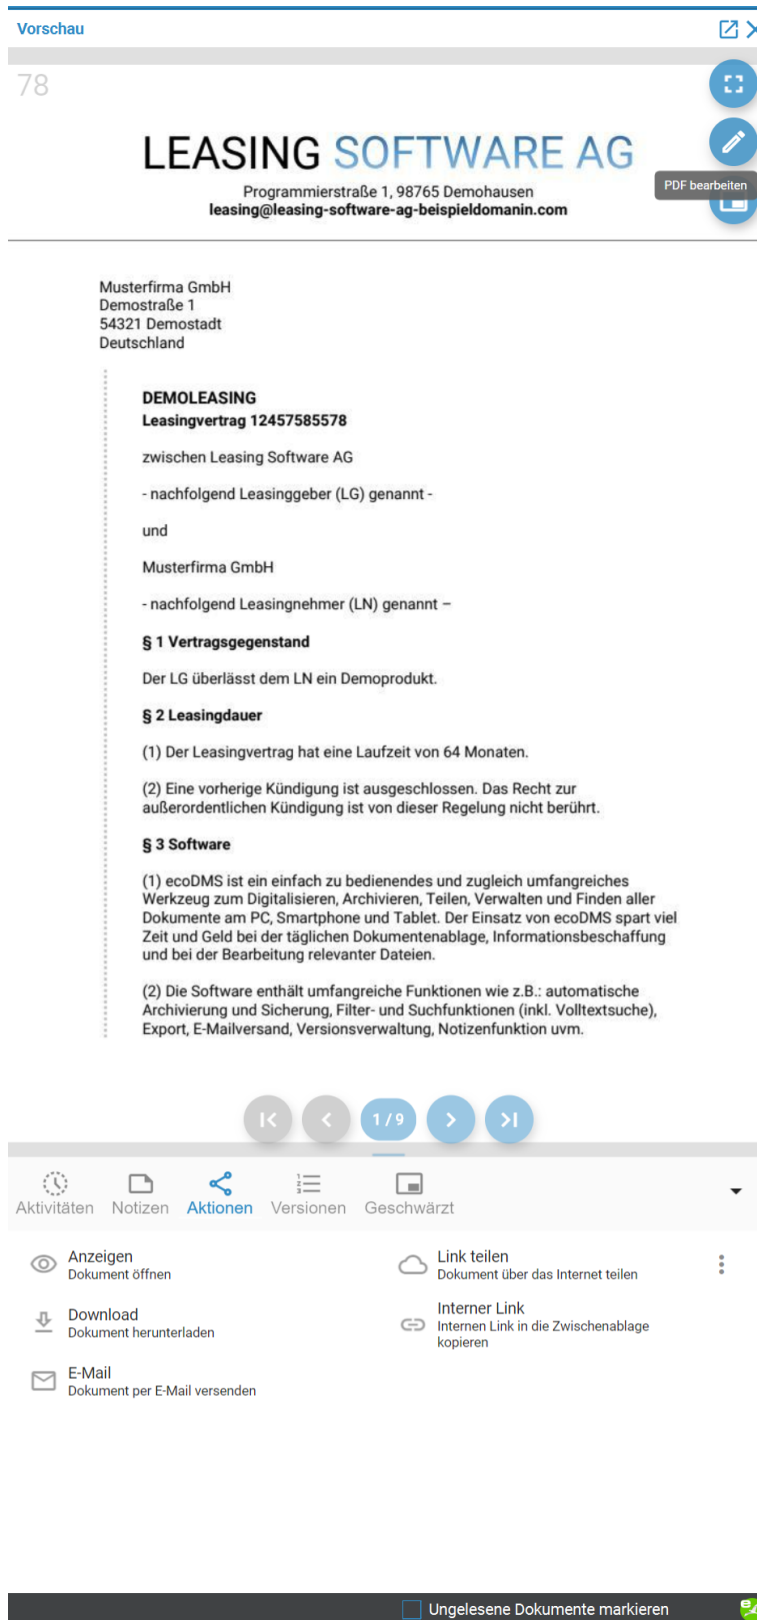 Vorschau
78
LEASING SOFTWARE AG
Programmierstraße 1, 98765 Demohausen
leasing@leasing-software-ag-beispieldomanin.com
PDF bearbeiten
Musterfirma GmbH
Demostraße 1
54321 Demostadt
Deutschland
DEMOLEASING
Leasingvertrag 12457585578
zwischen Leasing Software AG
- nachfolgend Leasinggeber (LG) genannt -
und
Musterfirma GmbH
- nachfolgend Leasingnehmer (LN) genannt –
§ 1 Vertragsgegenstand
Der LG überlässt dem LN ein Demoprodukt.
§ 2 Leasingdauer
(1) Der Leasingvertrag hat eine Laufzeit von 64 Monaten.
(2) Eine vorherige Kündigung ist ausgeschlossen. Das Recht zur
außerordentlichen Kündigung ist von dieser Regelung nicht berührt.
§ 3 Software
(1) ecoDMS ist ein einfach zu bedienendes und zugleich umfangreiches
Werkzeug zum Digitalisieren, Archivieren, Teilen, Verwalten und Finden aller
Dokumente am PC, Smartphone und Tablet. Der Einsatz von ecoDMS spart viel
Zeit und Geld bei der täglichen Dokumentenablage, Informationsbeschaffung
und bei der Bearbeitung relevanter Dateien.
(2) Die Software enthält umfangreiche Funktionen wie z.B.: automatische
Archivierung und Sicherung, Filter- und Suchfunktionen (inkl. Volltextsuche),
Export, E-Mailversand, Versionsverwaltung, Notizenfunktion uvm.
1 / 9
Aktivitäten Notizen Aktionen Versionen Geschwärzt
Anzeigen
Dokument öffnen
Link teilen
Dokument über das Internet teilen
Download
Dokument herunterladen
Interner Link
Internen Link in die Zwischenablage
kopieren
E-Mail
Dokument per E-Mail versenden
Ungelesene Dokumente markieren